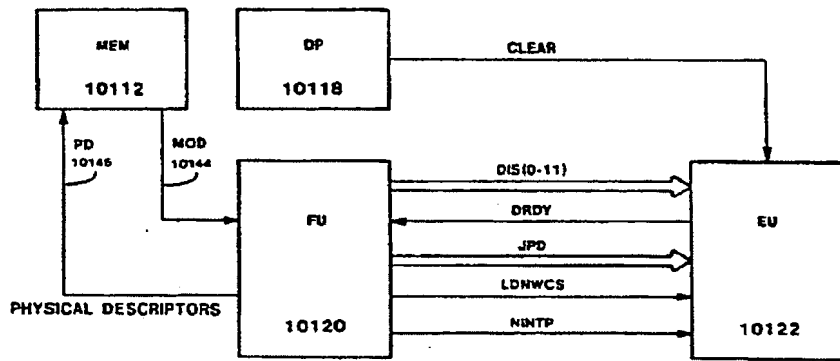 MEM
10112
DP
10118
CLEAR
PD
10145
MOD
10144
FU
10120
DIS(0-11)
DRDY
JPD
LDNWCS
NINTP
EU
10122
PHYSICAL DESCRIPTORS